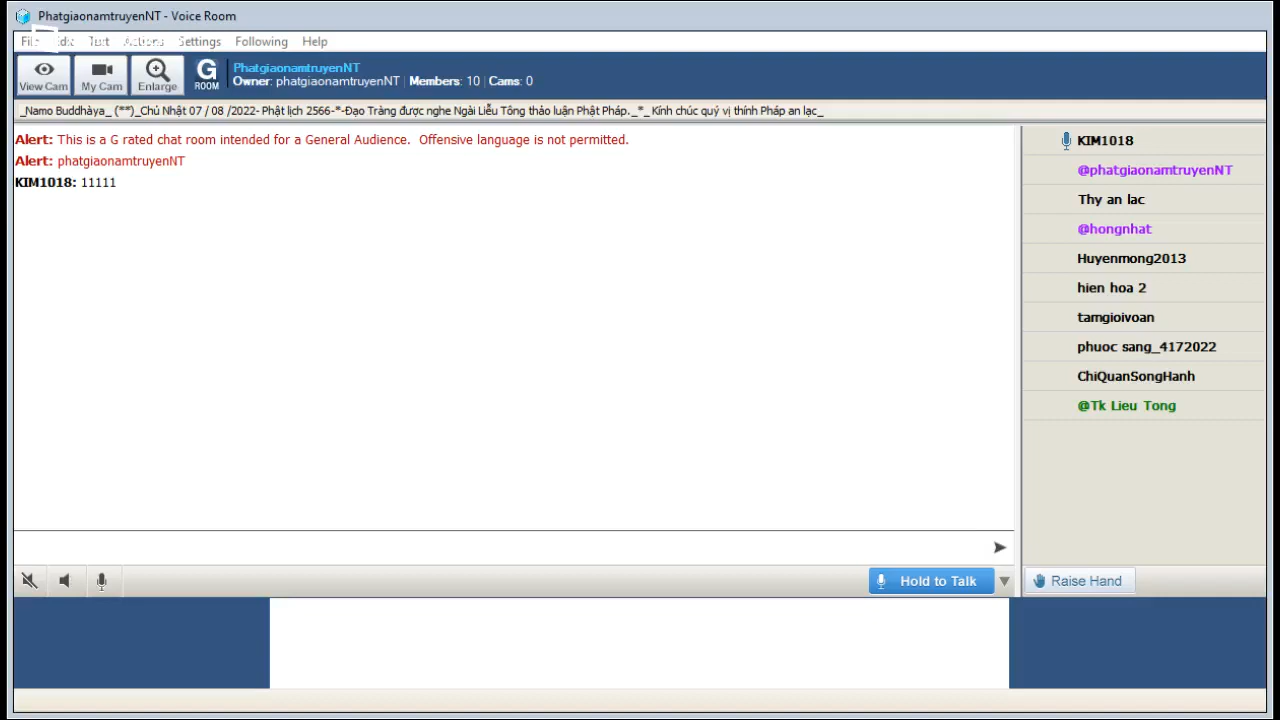 PhatgiaonamtruyenNT - Voice Room
Actions Settings Following Help
View Cam My Cam Enlarge G ROOM
PhatgiaonamtruyenNT
Owner: phatgiaonamtruyenNT | Members: 10 | Cams: 0
_Namo Buddhàya_ (**)_Chủ Nhật 07 / 08 /2022- Phật lịch 2566-*-Đạo Tràng được nghe Ngài Liễu Tông thảo luận Phật Pháp._*_ Kính chúc quý vị thính Pháp an lạc_
Alert: This is a G rated chat room intended for a General Audience. Offensive language is not permitted.
Alert: phatgiaonamtruyenNT
KIM1018: 11111
KIM1018
@phatgiaonamtruyenNT
Thy an lac
@hongnhat
Huyenmong2013
hien hoa 2
tamgioivoan
phuoc sang_4172022
ChiQuanSongHanh
@Tk Lieu Tong
Hold to Talk
Raise Hand